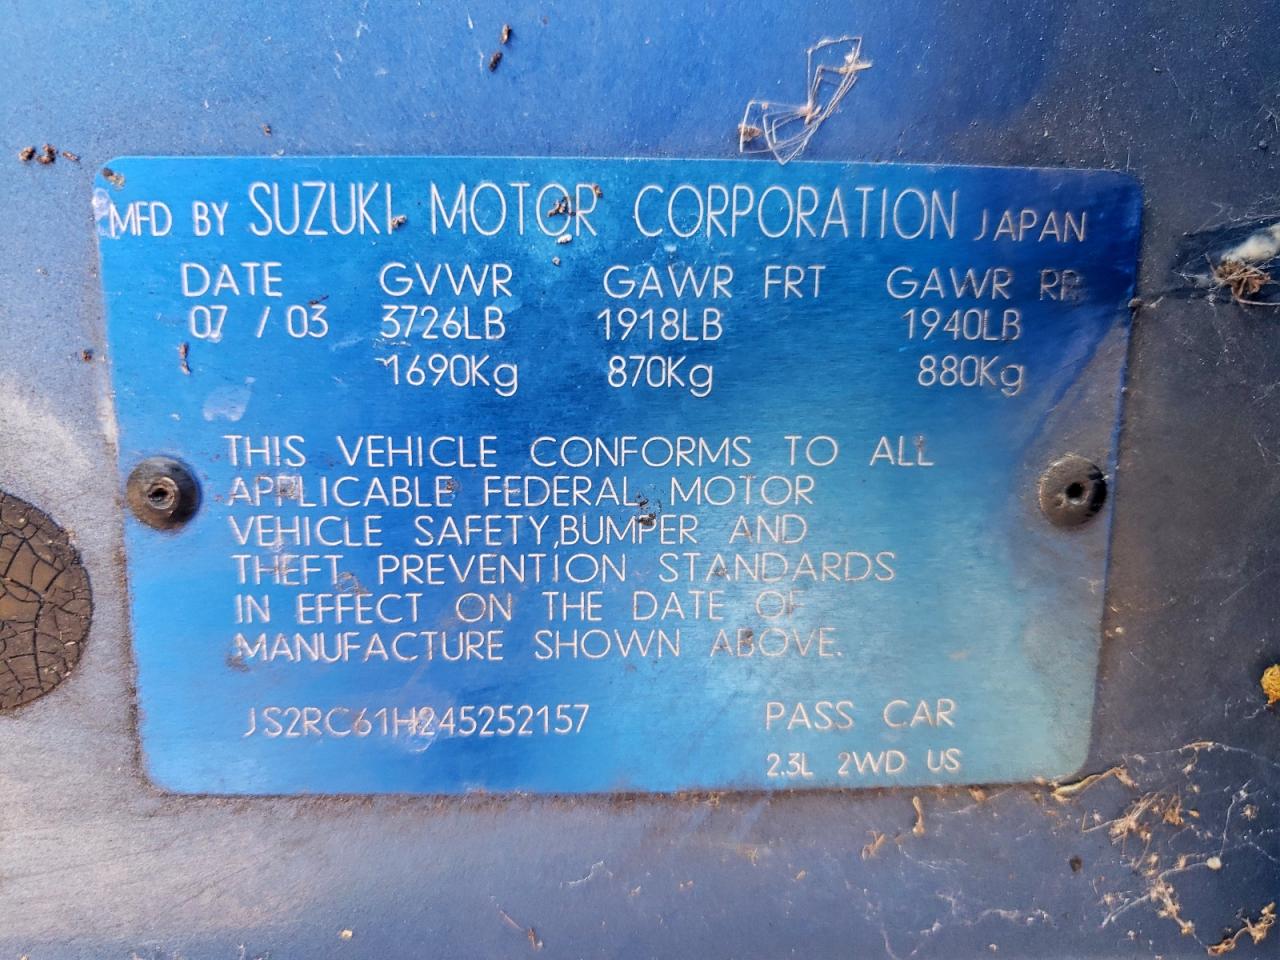 MFD BY SUZUKI MOTOR CORPORATION JAPAN
DATE GVWR GAWR FRT GAWR RR
07 / 03 3726LB 1918LB 1940LB
1690Kg 870Kg 880Kg
THIS VEHICLE CONFORMS TO ALL
APPLICABLE FEDERAL MOTOR
VEHICLE SAFETY,BUMPER AND
THEFT PREVENTION STANDARDS
IN EFFECT ON THE DATE OF
MANUFACTURE SHOWN ABOVE.
JS2RC61H245252157 PASS CAR
2.3L 2WD US